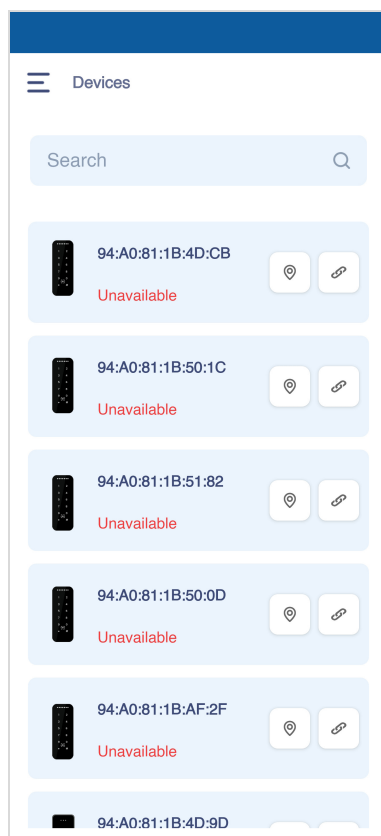 Devices
Search
94:A0:81:1B:4D:CB
Unavailable
94:A0:81:1B:50:1C
Unavailable
94:A0:81:1B:51:82
Unavailable
94:A0:81:1B:50:0D
Unavailable
94:A0:81:1B:AF:2F
Unavailable
94:A0:81:1B:4D:9D